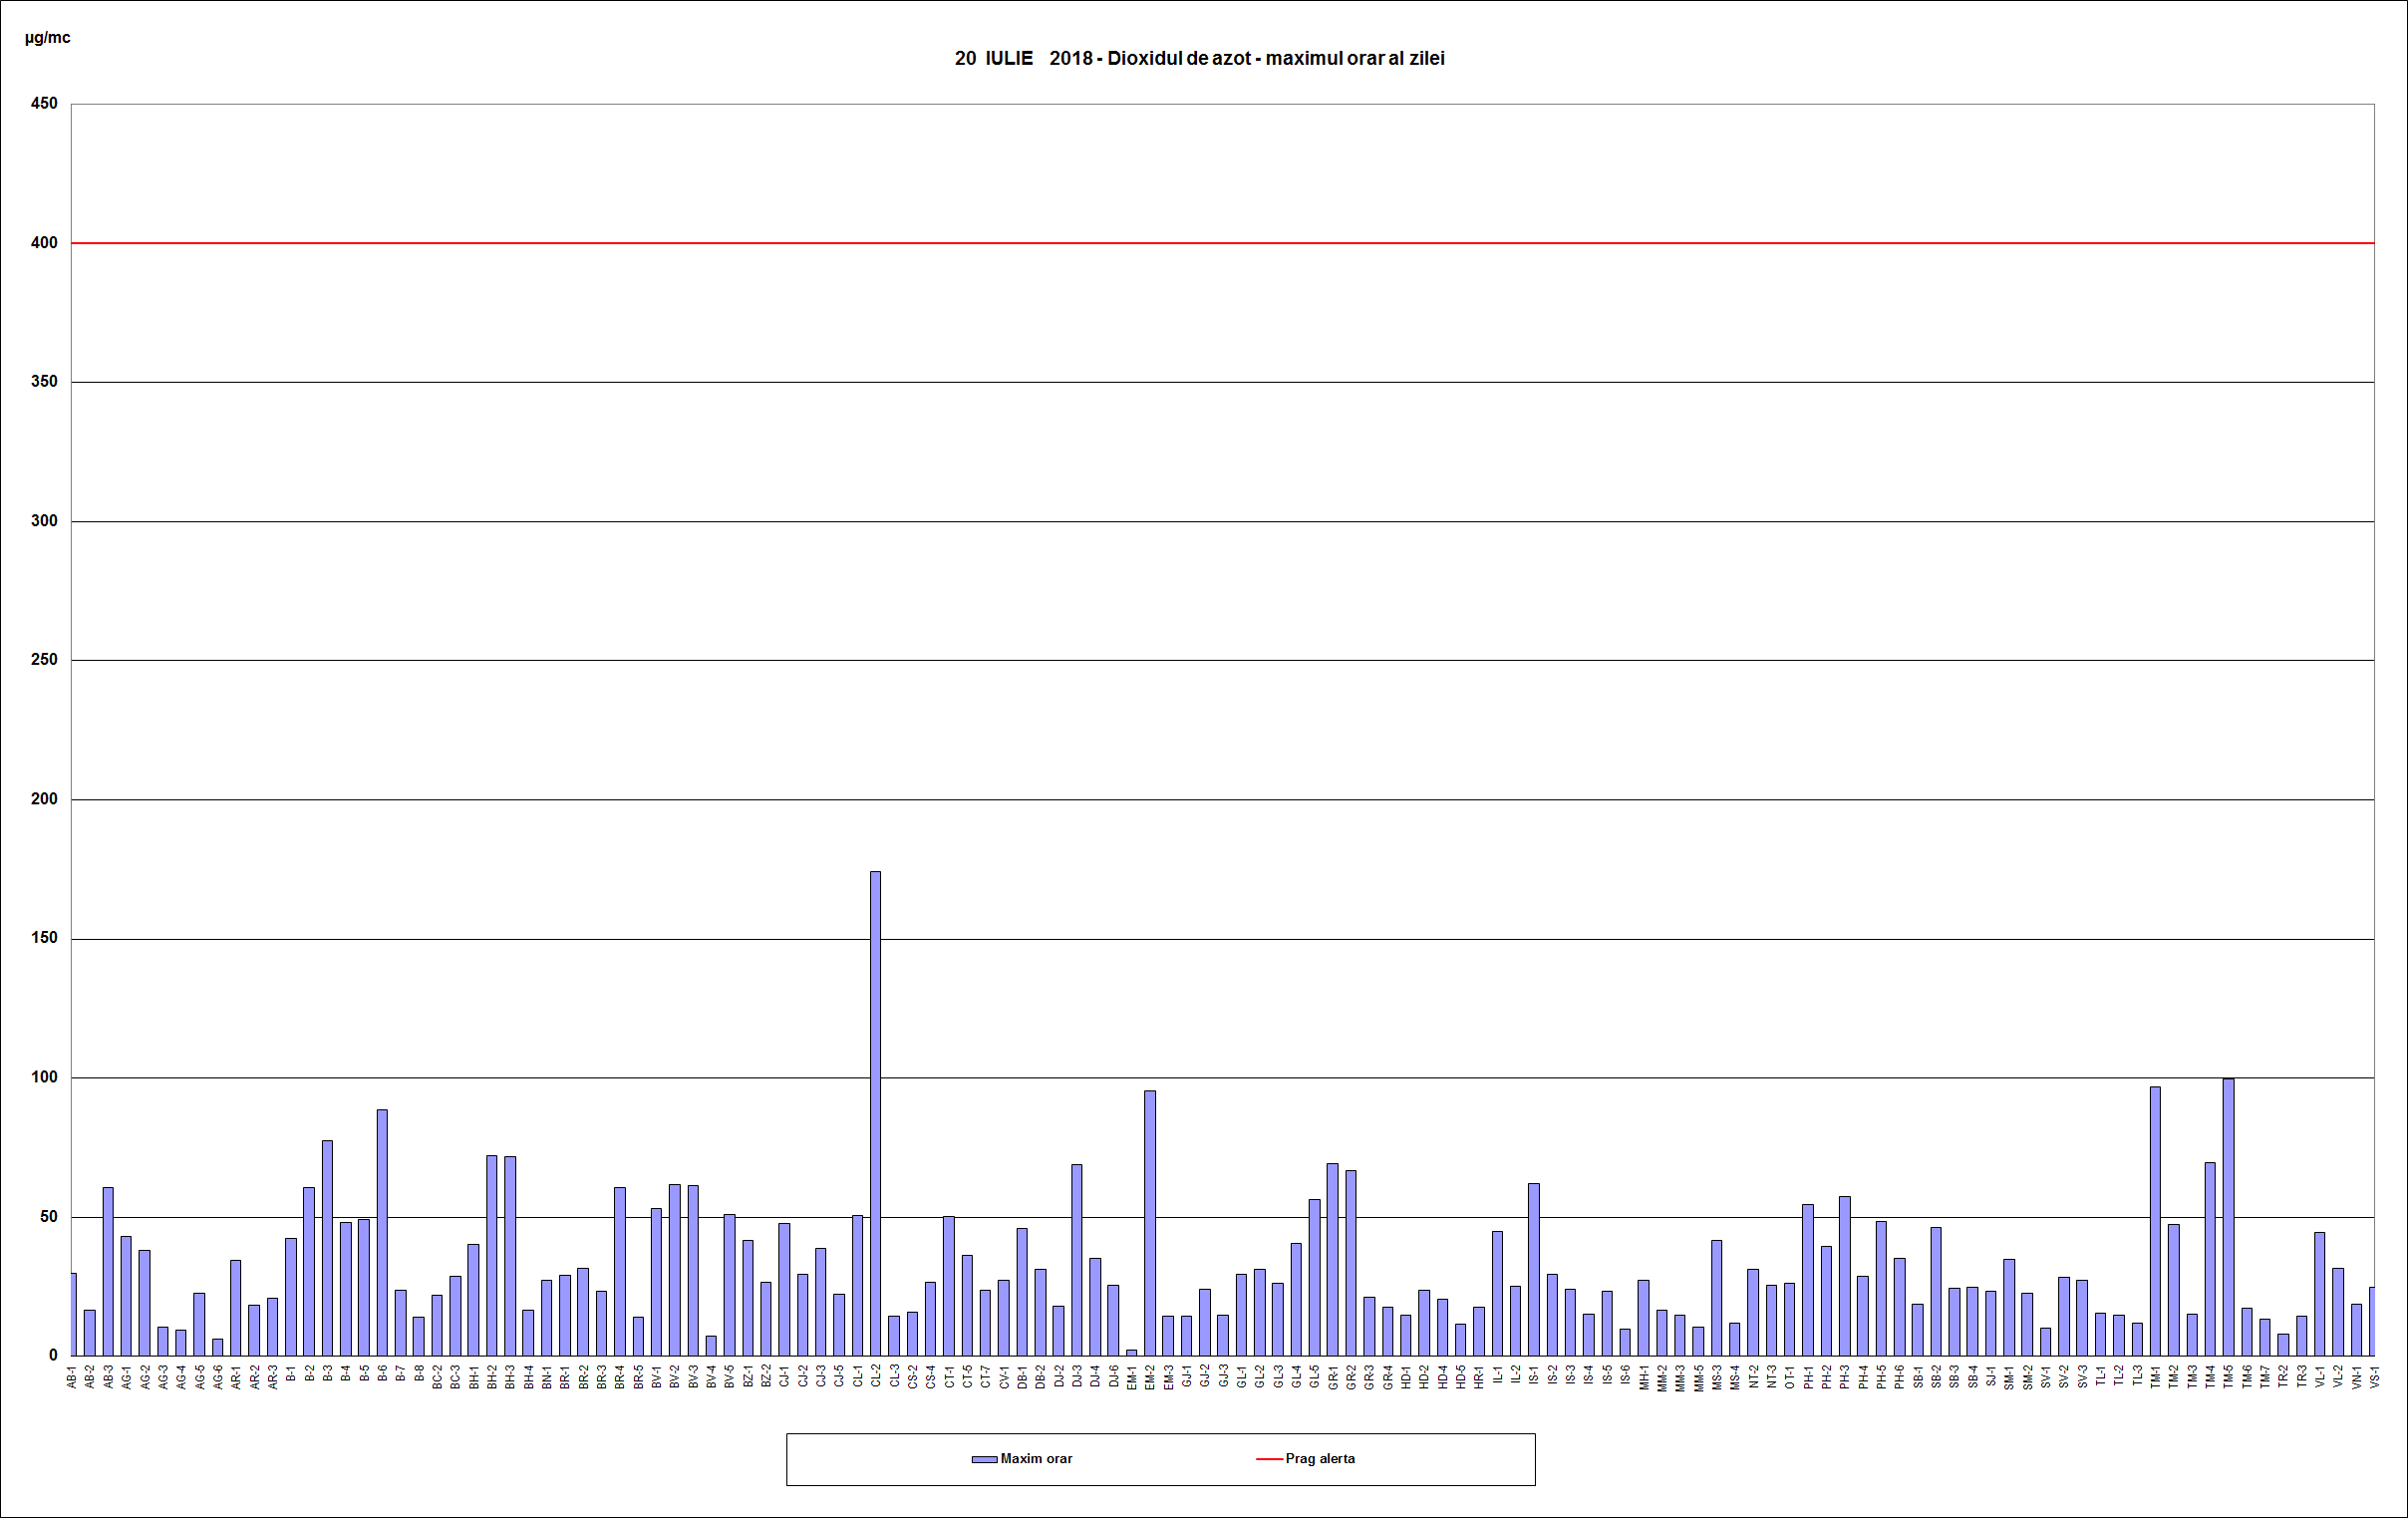 µg/mc
20 IULIE 2018 - Dioxidul de azot - maximul orar al zilei
450
400
350
300
250
200
150
100
50
0
AB-1 AB-2 AB-3 AG-1 AG-2 AG-3 AG-4 AG-5 AG-6 AR-1 AR-2 AR-3 B-1 B-2 B-3 B-4 B-5 B-6 B-7 B-8 BC-2 BC-3 BH-1 BH-2 BH-3 BH-4 BN-1 BR-1 BR-2 BR-3 BR-4 BR-5 BV-1 BV-2 BV-3 BV-4 BV-5 BZ-1 BZ-2 CJ-1 CJ-2 CJ-3 CJ-5 CL-1 CL-2 CL-3 CS-2 CS-4 CT-1 CT-5 CT-7 CV-1 DB-1 DB-2 DJ-2 DJ-3 DJ-4 DJ-6 EM-1 EM-2 EM-3 GJ-1 GJ-2 GJ-3 GL-1 GL-2 GL-3 GL-4 GL-5 GR-1 GR-2 GR-3 GR-4 HD-1 HD-2 HD-4 HD-5 HR-1 IL-1 IL-2 IS-1 IS-2 IS-3 IS-4 IS-5 IS-6 MH-1 MM-2 MM-3 MM-5 MS-3 MS-4 NT-2 NT-3 OT-1 PH-1 PH-2 PH-3 PH-4 PH-5 PH-6 SB-1 SB-2 SB-3 SB-4 SJ-1 SM-1 SM-2 SV-1 SV-2 SV-3 TL-1 TL-2 TL-3 TM-1 TM-2 TM-3 TM-4 TM-5 TM-6 TM-7 TR-2 TR-3 VL-1 VL-2 VN-1 VS-1
Maxim orar Prag alerta